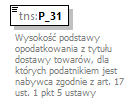 tns:P_31
Wysokość podstawy
opodatkowania z tytułu
dostawy towarów, dla
których podatnikiem jest
nabywca zgodnie z art. 17
ust. 1 pkt 5 ustawy